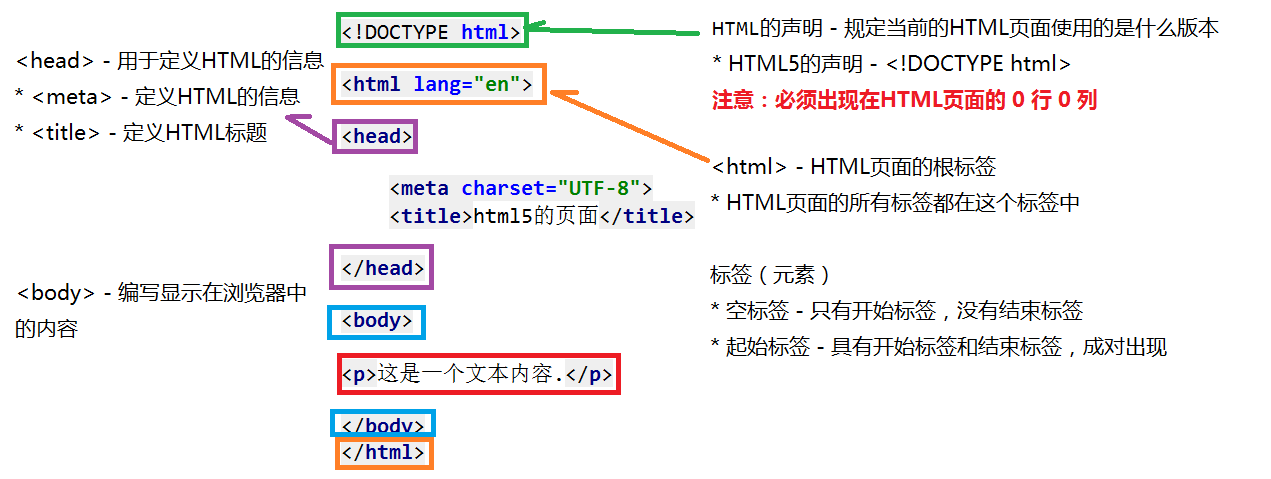 <head> - 用于定义HTML的信息
* <meta> - 定义HTML的信息
* <title> - 定义HTML标题
<body> - 编写显示在浏览器中
的内容
<!DOCTYPE html>
<html lang="en">
<head>
<meta charset="UTF-8">
<title>html5的页面</title>
</head>
<body>
<p>这是一个文本内容.</p>
</body>
</html>
HTML的声明 - 规定当前的HTML页面使用的是什么版本
* HTML5的声明 - <!DOCTYPE html>
注意：必须出现在HTML页面的 0 行 0 列
<html> - HTML页面的根标签
* HTML页面的所有标签都在这个标签中
标签（元素）
* 空标签 - 只有开始标签，没有结束标签
* 起始标签 - 具有开始标签和结束标签，成对出现